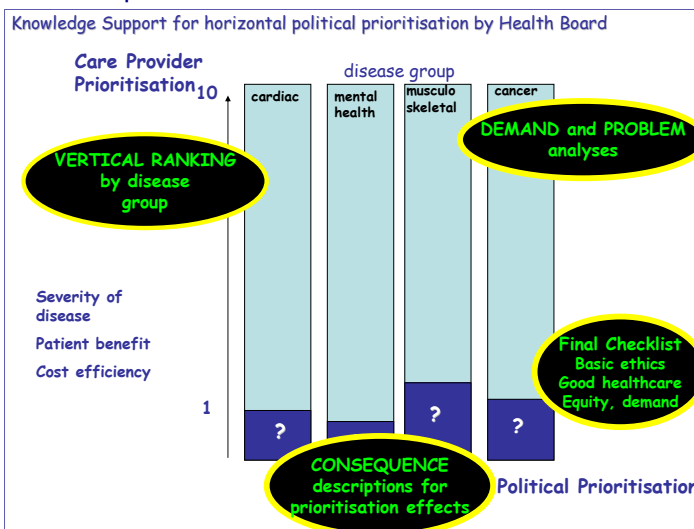 Knowledge Support for horizontal political prioritisation by Health Board
Care Provider
Prioritisation
disease group
10
cardiac
mental
health
musculo
skeletal
cancer
DEMAND and PROBLEM
analyses
VERTICAL RANKING
by disease
group
Severity of
disease
Patient benefit
Cost efficiency
Final Checklist
Basic ethics
Good healthcare
Equity, demand
1
?
?
?
CONSEQUENCE
descriptions for
prioritisation effects
Political Prioritisation